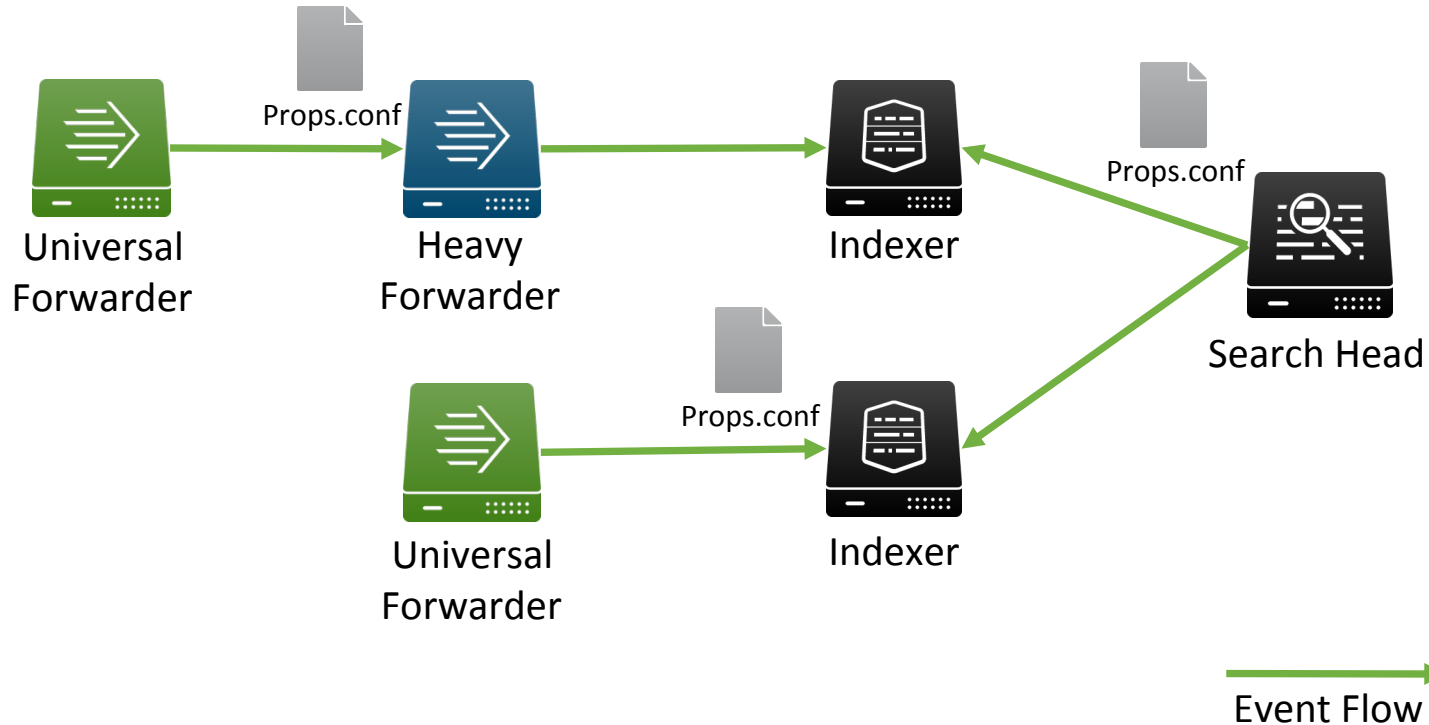 Props.conf
Universal
Forwarder
Heavy
Forwarder
Indexer
Props.conf
Search Head
Props.conf
Universal
Forwarder
Indexer
Event Flow